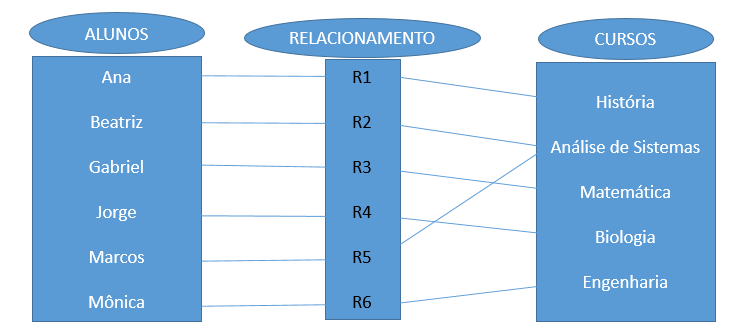 ALUNOS
RELACIONAMENTO
CURSOS
Ana
Beatriz
Gabriel
Jorge
Marcos
Mônica
R1
R2
R3
R4
R5
R6
História
Análise de Sistemas
Matemática
Biologia
Engenharia